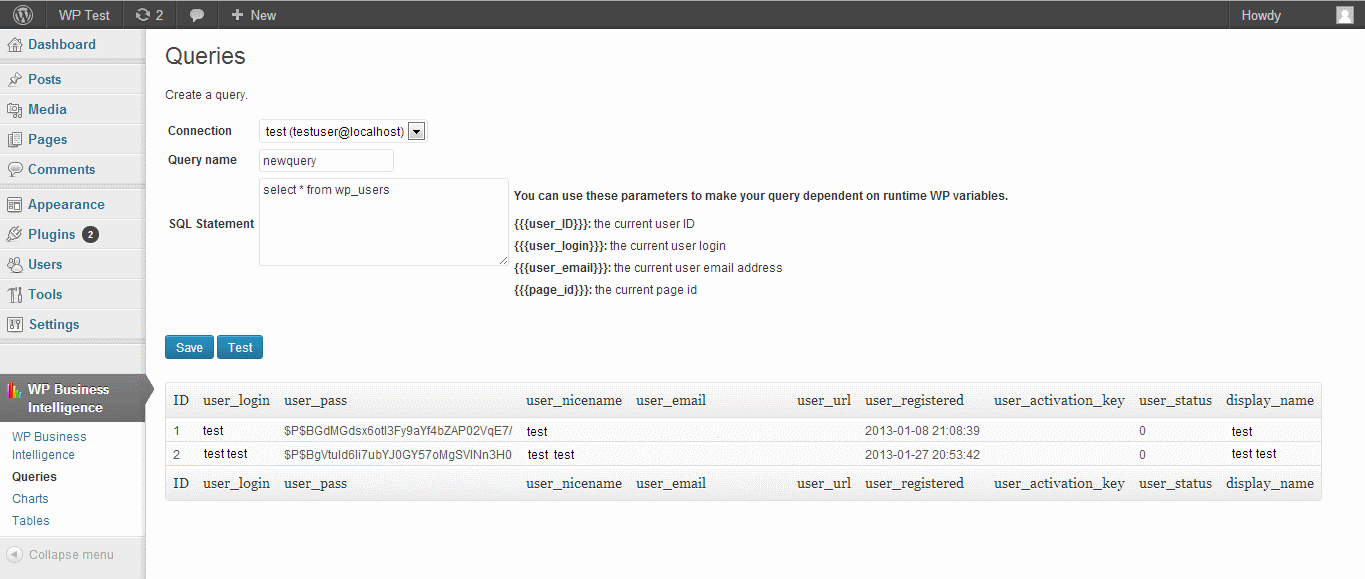 WP Test 2 + New Howdy
Dashboard
Posts
Media
Pages
Comments
Appearance
Plugins 2
Users
Tools
Settings
WP Business
Intelligence
WP Business
Intelligence
Queries
Charts
Tables
Collapse menu
Queries
Create a query.
Connection test (testuser@localhost)
Query name newquery
SQL Statement select * from wp_users
You can use these parameters to make your query dependent on runtime WP variables.
{{{user_ID}}}: the current user ID
{{{user_login}}}: the current user login
{{{user_email}}}: the current user email address
{{{page_id}}}: the current page id
Save Test
ID user_login user_pass user_nicename user_email user_url user_registered user_activation_key user_status display_name
1 test $P$BGdMGdsx6otI3Fy9aYf4bZAP02VqE7/ test 2013-01-08 21:08:39 0 test
2 test test $P$BgVtuId6Ii7ubYJ0GY57oMgSVINn3H0 test test 2013-01-27 20:53:42 0 test test
ID user_login user_pass user_nicename user_email user_url user_registered user_activation_key user_status display_name